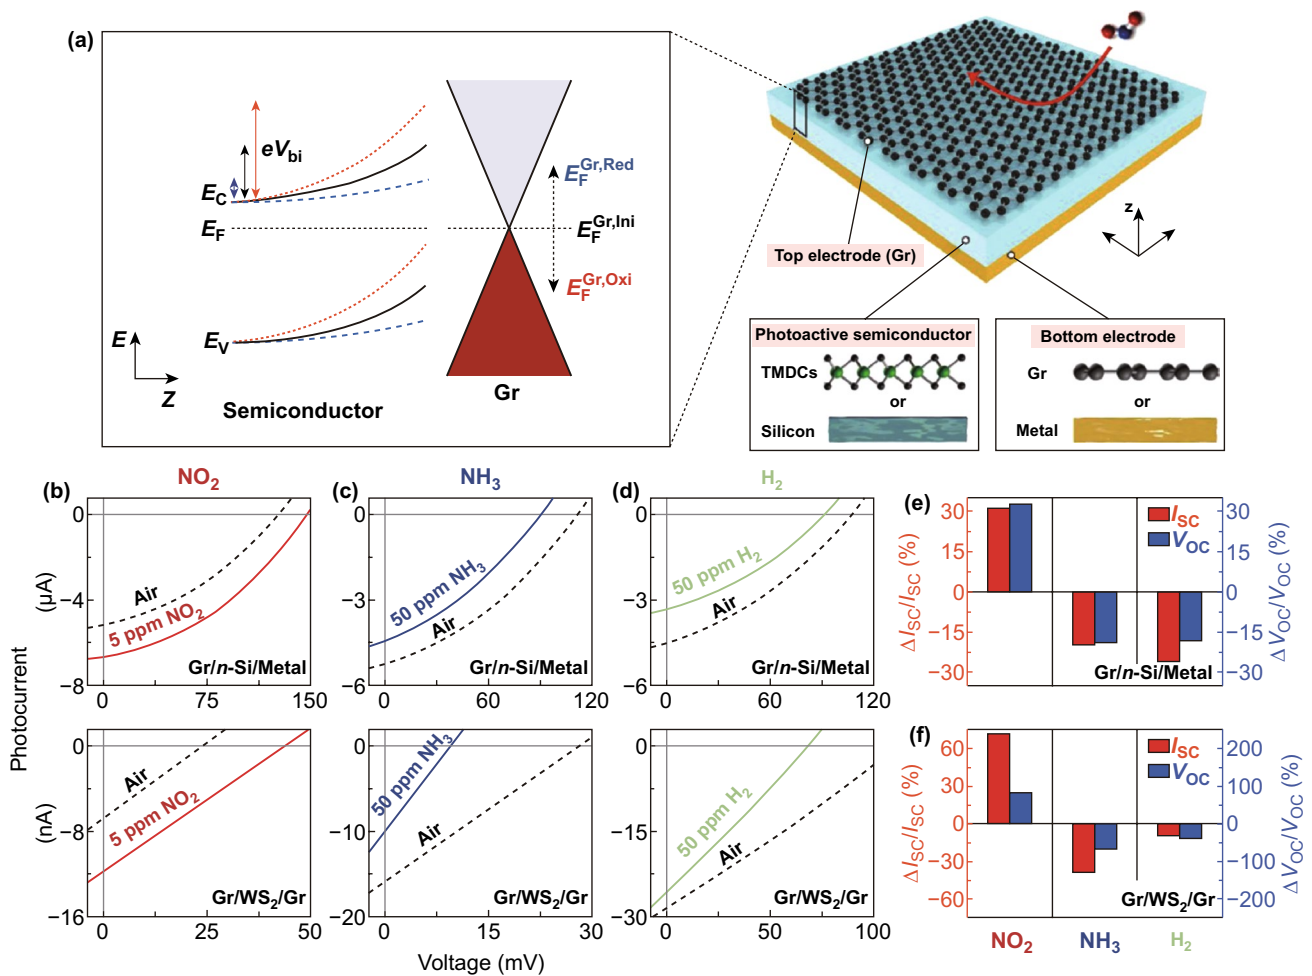 (a)
eV_bi
E_C
E_F
E_V
E
Z
Semiconductor
E_F^Gr,Red
E_F^Gr,Ini
E_F^Gr,Oxi
Gr
z
Top electrode (Gr)
Photoactive semiconductor
TMDCs
or
Silicon
Bottom electrode
Gr
or
Metal
(b)
NO2
0
−4
−8
0
75
150
Air
5 ppm NO2
Gr/n-Si/Metal
(c)
NH3
0
−3
−6
0
60
120
50 ppm NH3
Air
Gr/n-Si/Metal
(d)
H2
0
−3
−6
0
60
120
50 ppm H2
Air
Gr/n-Si/Metal
(e)
ΔI_SC/I_SC (%)
30
15
0
−15
−30
I_SC
V_OC
30
15
0
−15
−30
ΔV_OC/V_OC (%)
Gr/n-Si/Metal
Photocurrent
(µA)
(nA)
0
−8
−16
0
25
50
Air
5 ppm NO2
Gr/WS2/Gr
0
−10
−20
0
15
30
50 ppm NH3
Air
Gr/WS2/Gr
0
−15
−30
0
50
100
50 ppm H2
Air
Gr/WS2/Gr
Voltage (mV)
(f)
ΔI_SC/I_SC (%)
60
30
0
−30
−60
I_SC
V_OC
200
100
0
−100
−200
ΔV_OC/V_OC (%)
Gr/WS2/Gr
NO2
NH3
H2